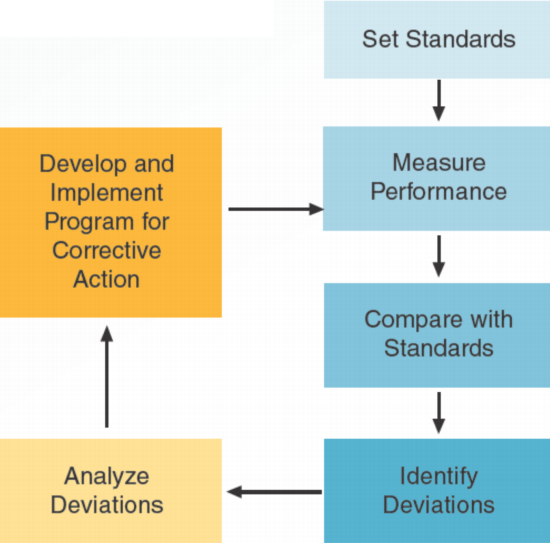 Set Standards
Measure
Performance
Compare with
Standards
Identify
Deviations
Analyze
Deviations
Develop and
Implement
Program for
Corrective
Action